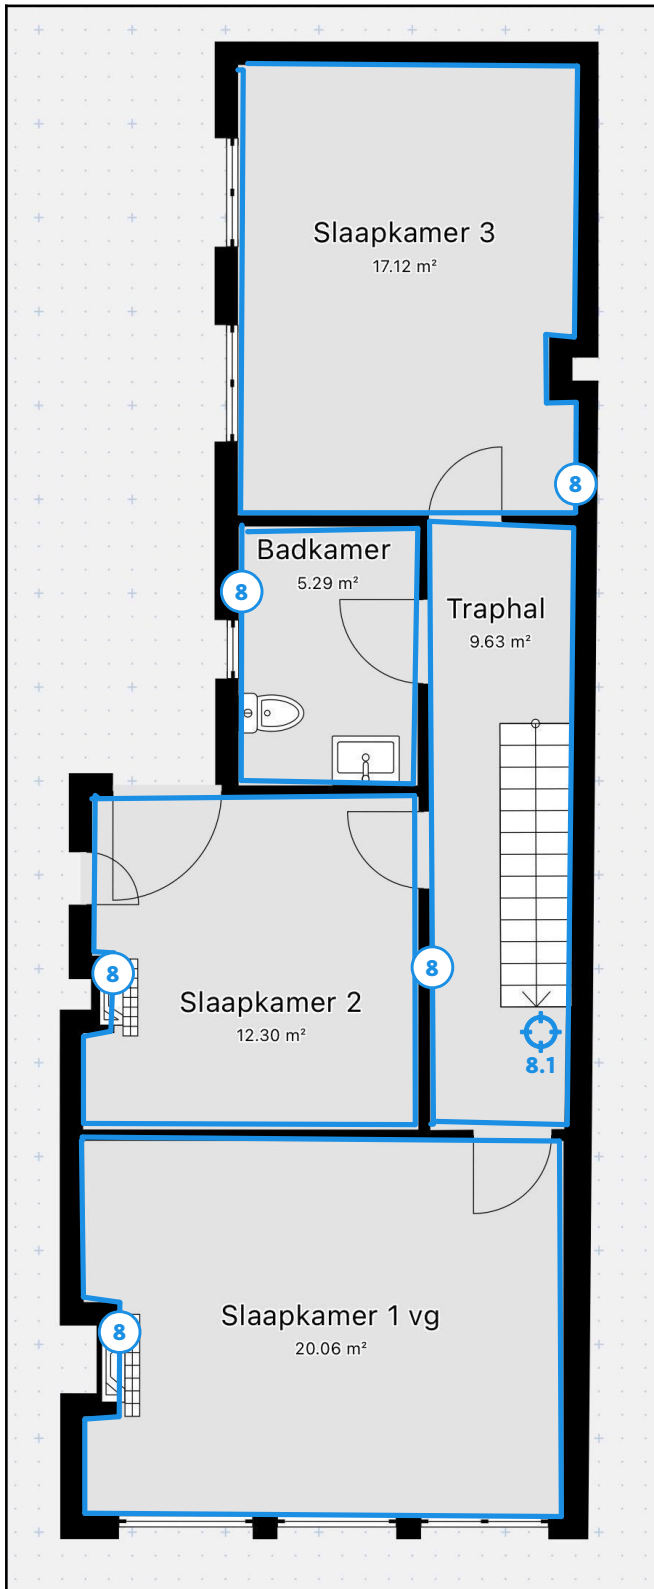 Slaapkamer 3
17.12 m²
8
Badkamer
5.29 m²
8
Traphal
9.63 m²
8
8
Slaapkamer 2
12.30 m²
8.1
Slaapkamer 1 vg
20.06 m²
8